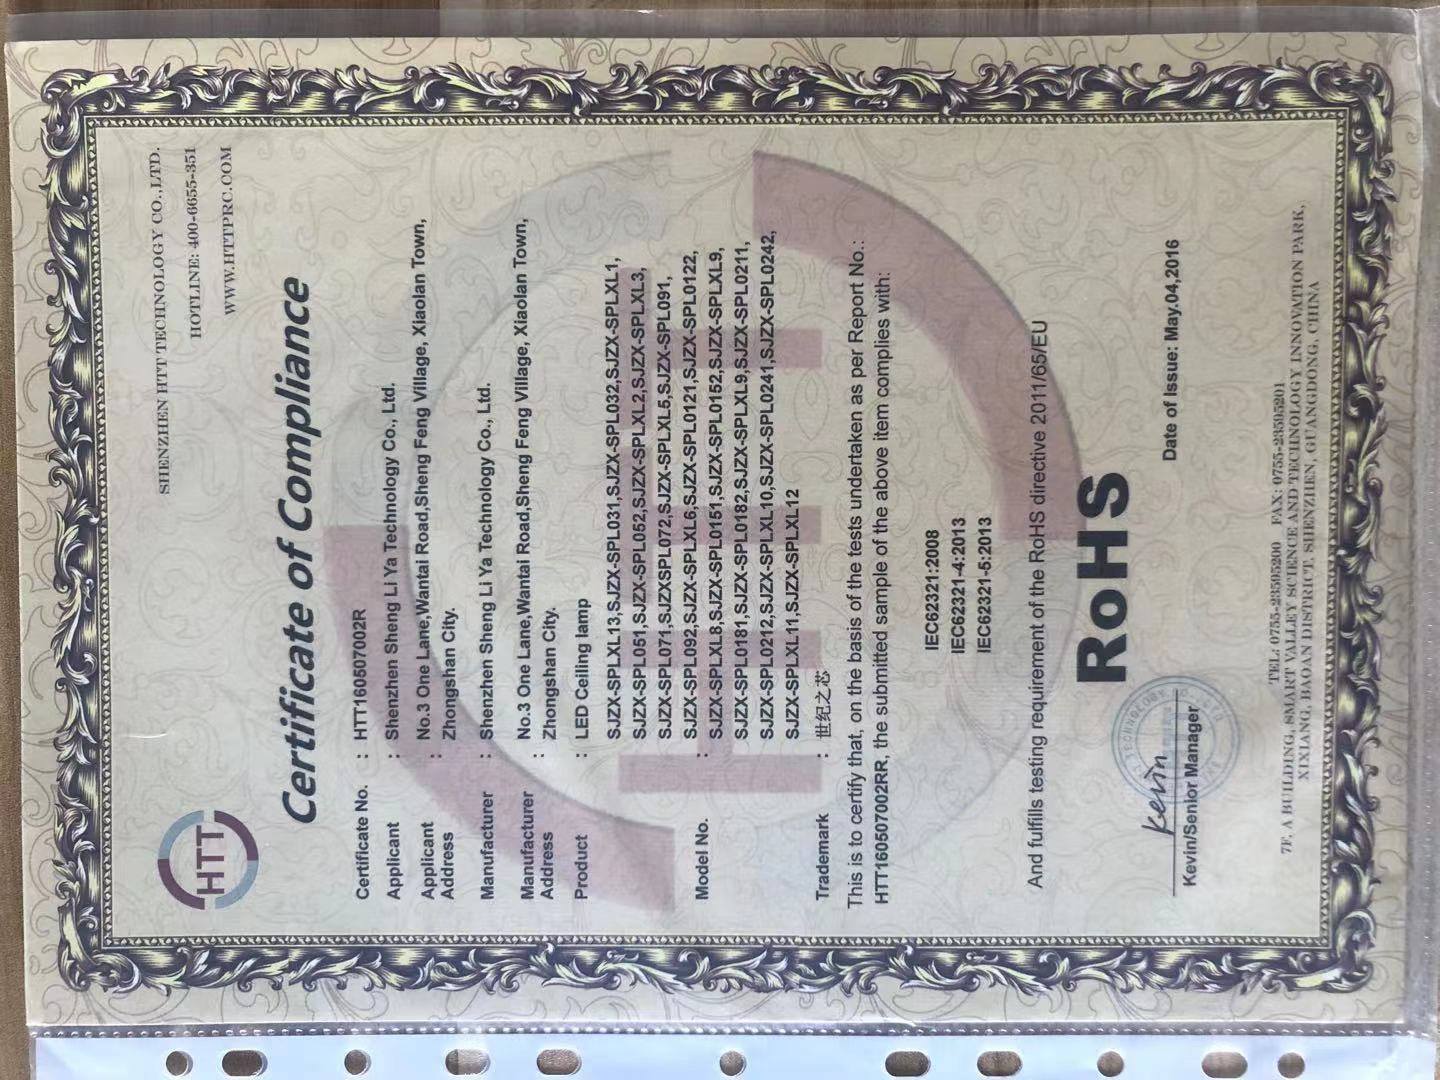 HTT
SHENZHEN HTT TECHNOLOGY CO.,LTD.
HOTLINE: 400-6655-351
WWW.HTTPRC.COM
Certificate of Compliance
Certificate No. : HTT160507002R
Applicant : Shenzhen Sheng Li Ya Technology Co., Ltd.
Applicant Address : No.3 One Lane,Wantai Road,Sheng Feng Village, Xiaolan Town,
Zhongshan City.
Manufacturer : Shenzhen Sheng Li Ya Technology Co., Ltd.
Manufacturer Address : No.3 One Lane,Wantai Road,Sheng Feng Village, Xiaolan Town,
Zhongshan City.
Product : LED Ceiling lamp
Model No. : SJZX-SPLXL13,SJZX-SPL031,SJZX-SPL032,SJZX-SPLXL1,
SJZX-SPL051,SJZX-SPL052,SJZX-SPLXL2,SJZX-SPLXL3,
SJZX-SPL071,SJZXSPL072,SJZX-SPLXL5,SJZX-SPL091,
SJZX-SPL092,SJZX-SPLXL6,SJZX-SPL0121,SJZX-SPL0122,
SJZX-SPLXL8,SJZX-SPL0151,SJZX-SPL0152,SJZX-SPLXL9,
SJZX-SPL0181,SJZX-SPL0182,SJZX-SPLXL9,SJZX-SPL0211,
SJZX-SPL0212,SJZX-SPLXL10,SJZX-SPL0241,SJZX-SPL0242,
SJZX-SPLXL11,SJZX-SPLXL12
Trademark : 世纪之芯
This is to certify that, on the basis of the tests undertaken as per Report No.:
HTT160507002RR, the submitted sample of the above item complies with:
IEC62321:2008
IEC62321-4:2013
IEC62321-5:2013
And fulfills testing requirement of the RoHS directive 2011/65/EU
RoHS
Kevin
Kevin/Senior Manager
Date of Issue: May.04,2016
TEL: 0755-23595200 FAX: 0755-23595201
7F, A BUILDING, SMART VALLEY SCIENCE AND TECHNOLOGY INNOVATION PARK,
XIXIANG, BAOAN DISTRICT, SHENZHEN, GUANGDONG, CHINA